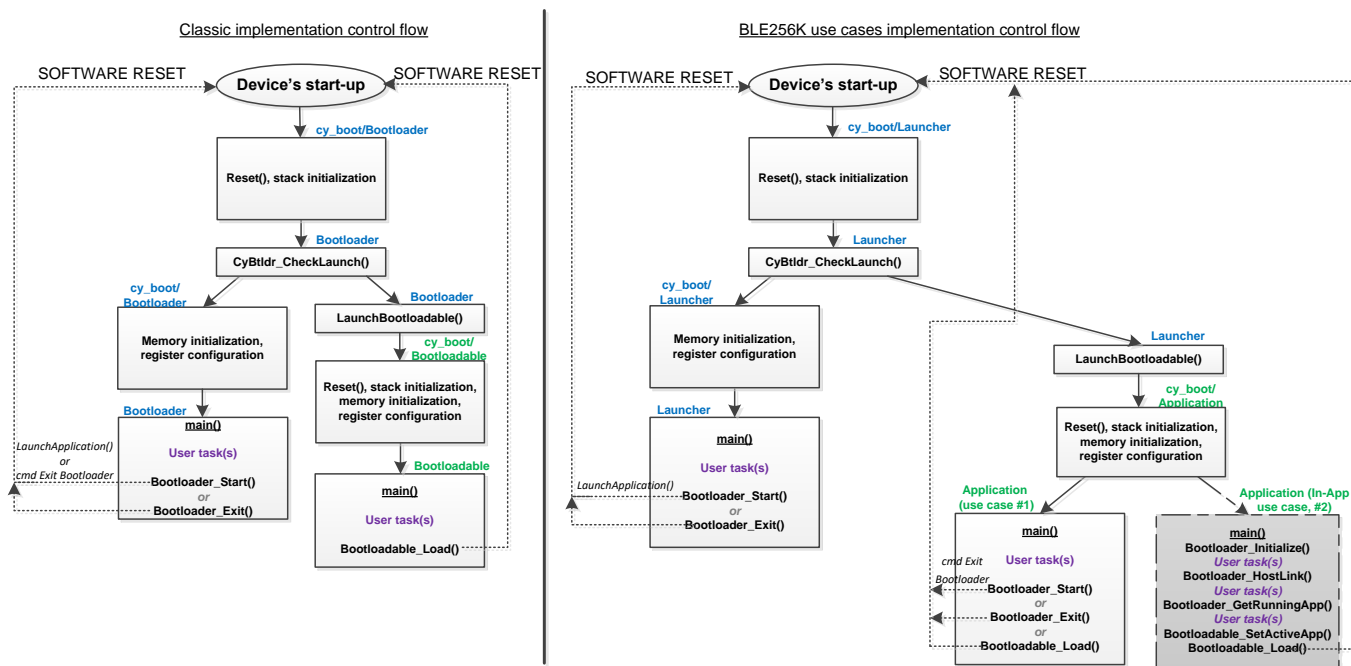 Classic implementation control flow
SOFTWARE RESET
SOFTWARE RESET
Device's start-up
cy_boot/Bootloader
Reset(), stack initialization
Bootloader
CyBtldr_CheckLaunch()
cy_boot/
Bootloader
Memory initialization,
register configuration
Bootloader
LaunchBootloadable()
cy_boot/
Bootloadable
Reset(), stack initialization,
memory initialization,
register configuration
Bootloader
main()
User task(s)
LaunchApplication()
or
cmd Exit Bootloader
Bootloader_Start()
or
Bootloader_Exit()
Bootloadable
main()
User task(s)
Bootloadable_Load()
BLE256K use cases implementation control flow
SOFTWARE RESET
SOFTWARE RESET
Device's start-up
cy_boot/Launcher
Reset(), stack initialization
Launcher
CyBtldr_CheckLaunch()
cy_boot/
Launcher
Memory initialization,
register configuration
Launcher
LaunchBootloadable()
cy_boot/
Application
Reset(), stack initialization,
memory initialization,
register configuration
Launcher
main()
User task(s)
LaunchApplication()
Bootloader_Start()
or
Bootloader_Exit()
Application
(use case #1)
main()
User task(s)
cmd Exit
Bootloader
Bootloader_Start()
or
Bootloader_Exit()
or
Bootloadable_Load()
Application (In-App
use case, #2)
main()
Bootloader_Initialize()
User task(s)
Bootloader_HostLink()
User task(s)
Bootloader_GetRunningApp()
User task(s)
Bootloadable_SetActiveApp()
Bootloadable_Load()